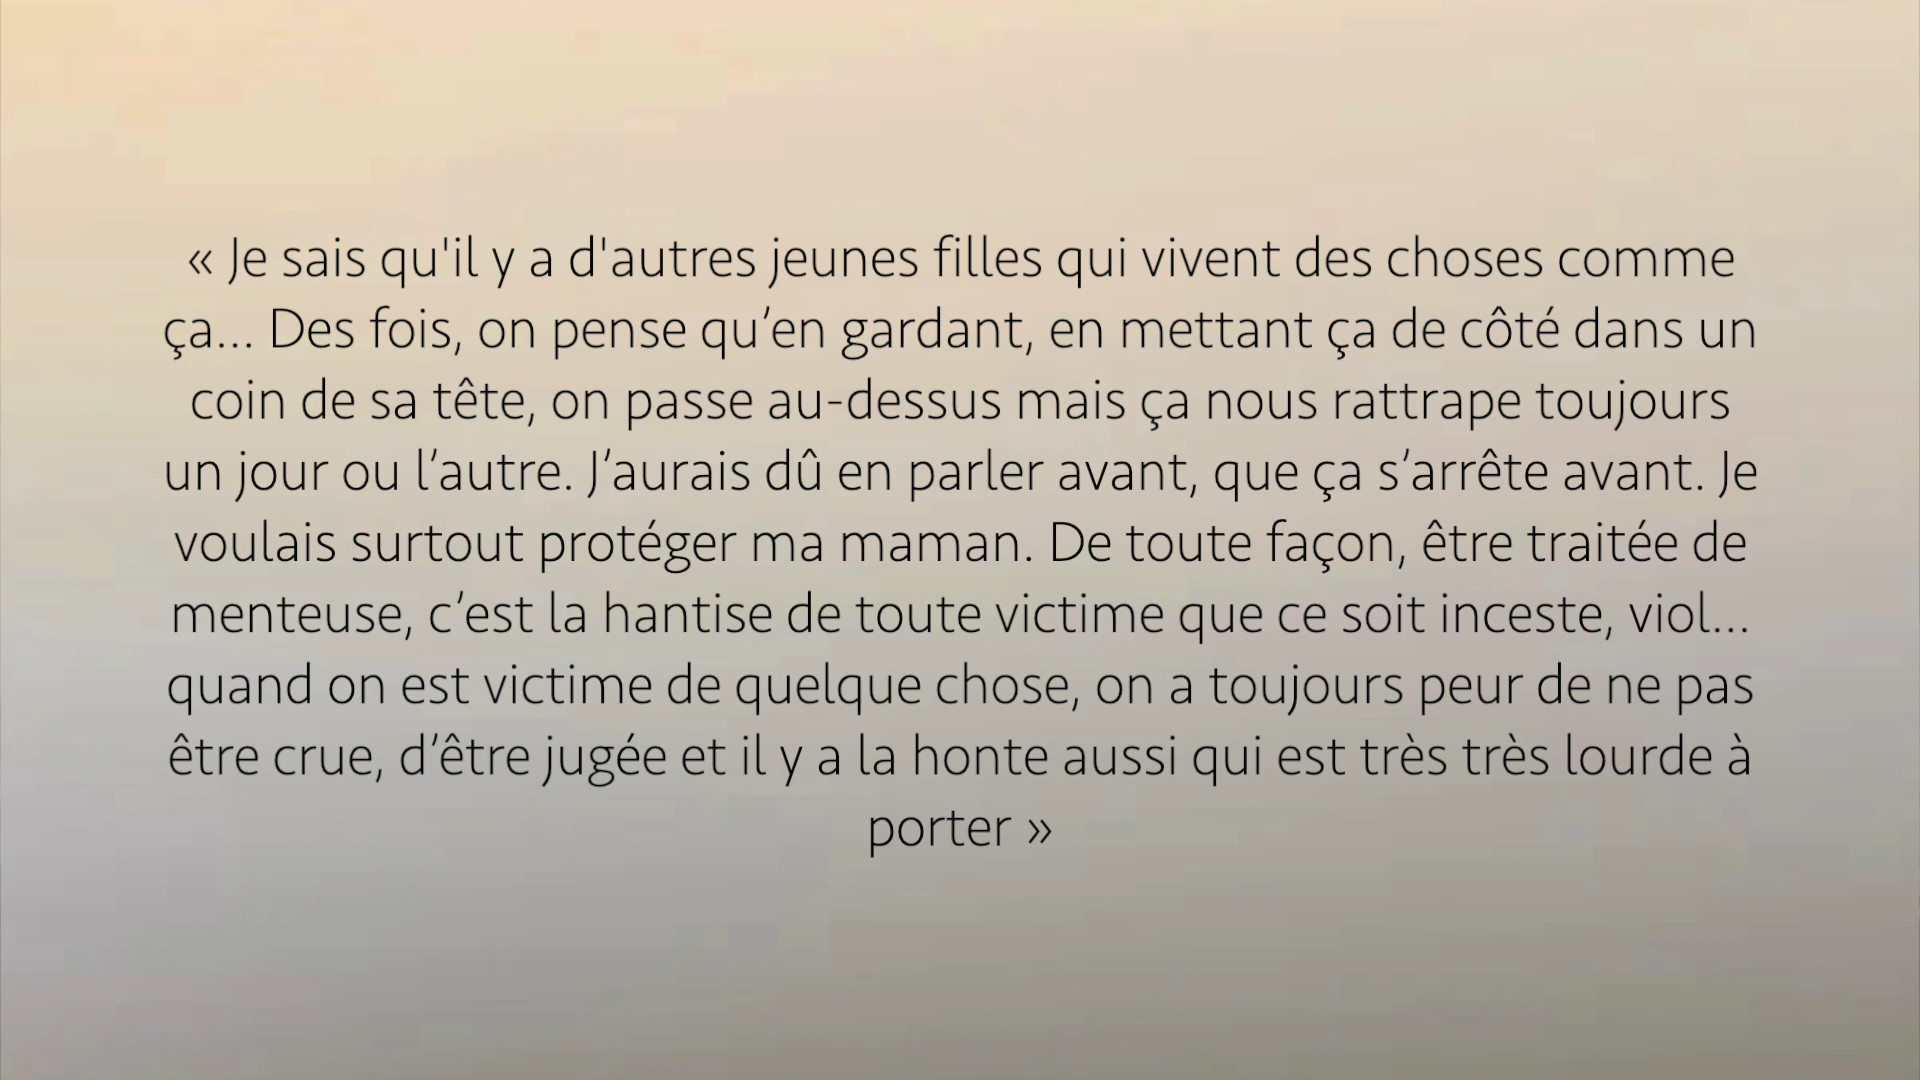 « Je sais qu'il y a d'autres jeunes filles qui vivent des choses comme
ça... Des fois, on pense qu’en gardant, en mettant ça de côté dans un
coin de sa tête, on passe au-dessus mais ça nous rattrape toujours
un jour ou l’autre. J’aurais dû en parler avant, que ça s’arrête avant. Je
voulais surtout protéger ma maman. De toute façon, être traitée de
menteuse, c’est la hantise de toute victime que ce soit inceste, viol...
quand on est victime de quelque chose, on a toujours peur de ne pas
être crue, d’être jugée et il y a la honte aussi qui est très très lourde à
porter »